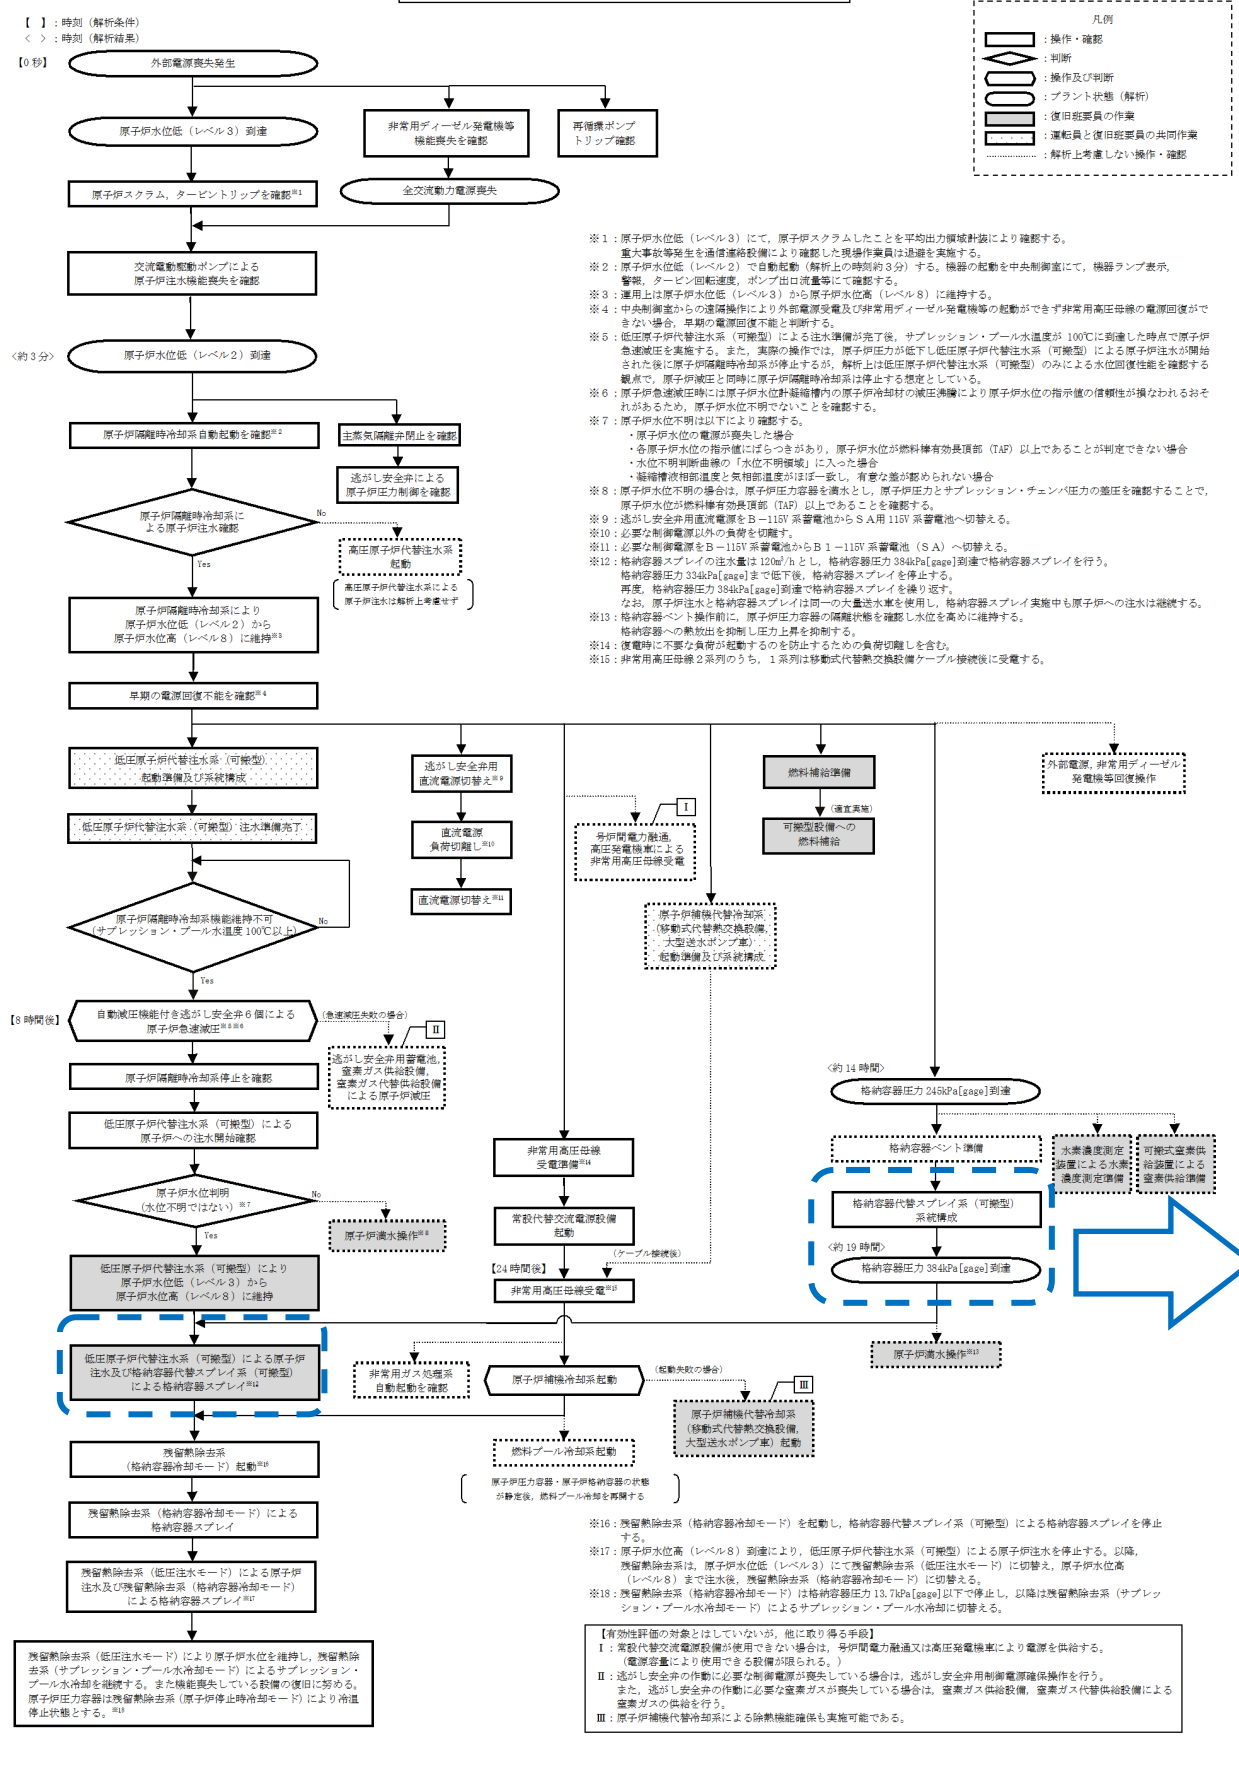 【　】：時刻（解析条件）
＜　＞：時刻（解析結果）
凡例
：操作・確認
：判断
：操作及び判断
：プラント状態（解析）
：復旧班要員の作業
：運転員と復旧班要員の共同作業
：解析上考慮しない操作・確認
【0 秒】
外部電源喪失発生
原子炉水位低（レベル３）到達
非常用ディーゼル発電機等
機能喪失を確認
再循環ポンプ
トリップ確認
原子炉スクラム，タービントリップを確認※1
全交流動力電源喪失
交流電動駆動ポンプによる
原子炉注水機能喪失を確認
＜約３分＞
原子炉水位低（レベル２）到達
原子炉隔離時冷却系自動起動を確認※2
主蒸気隔離弁閉止を確認
逃がし安全弁による
原子炉圧力制御を確認
原子炉隔離時冷却系に
よる原子炉注水確認
No
Yes
高圧原子炉代替注水系
起動
高圧原子炉代替注水系による
原子炉注水は解析上考慮せず
原子炉隔離時冷却系により
原子炉水位低（レベル２）から
原子炉水位高（レベル８）に維持※3
早期の電源回復不能を確認※4
※１：原子炉水位低（レベル３）にて，原子炉スクラムしたことを平均出力領域計装により確認する。
重大事故等発生を通信連絡設備により確認した現場作業員は退避を実施する。
※２：原子炉水位低（レベル２）で自動起動（解析上の時刻約３分）する。機器の起動を中央制御室にて，機器ランプ表示，
警報，タービン回転速度，ポンプ出口流量等にて確認する。
※３：運用上は原子炉水位低（レベル３）から原子炉水位高（レベル８）に維持する。
※４：中央制御室からの遠隔操作により外部電源受電及び非常用ディーゼル発電機等の起動ができず非常用高圧母線の電源回復がで
きない場合，早期の電源回復不能と判断する。
※５：低圧原子炉代替注水系（可搬型）による注水準備が完了後，サプレッション・プール水温度が 100℃に到達した時点で原子炉
急速減圧を実施する。また，実際の操作では，原子炉圧力が低下し低圧原子炉代替注水系（可搬型）による原子炉注水が開始
された後に原子炉隔離時冷却系が停止するが，解析上は低圧原子炉代替注水系（可搬型）のみによる水位回復性能を確認する
観点で，原子炉減圧と同時に原子炉隔離時冷却系は停止する想定としている。
※６：原子炉急速減圧時には原子炉水位計凝縮槽内の原子炉冷却材の減圧沸騰により原子炉水位の指示値の信頼性が損なわれるおそ
れがあるため，原子炉水位不明でないことを確認する。
※７：原子炉水位不明は以下により確認する。
・原子炉水位の電源が喪失した場合
・各原子炉水位の指示値にばらつきがあり，原子炉水位が燃料棒有効長頂部（TAF）以上であることが判定できない場合
・水位不明判断曲線の「水位不明領域」に入った場合
・凝縮槽液相部温度と気相部温度がほぼ一致し，有意な差が認められない場合
※８：原子炉水位不明の場合は，原子炉圧力容器を満水とし，原子炉圧力とサプレッション・チェンバ圧力の差圧を確認することで，
原子炉水位が燃料棒有効長頂部（TAF）以上であることを確認する。
※９：逃がし安全弁用直流電源をＢ－115V 系蓄電池からＳＡ用 115V 系蓄電池へ切替える。
※10：必要な制御電源以外の負荷を切離す。
※11：必要な制御電源をＢ－115V 系蓄電池からＢ１－115V 系蓄電池（ＳＡ）へ切替える。
※12：格納容器スプレイの注水量は 120m³/h とし，格納容器圧力 384kPa[gage]到達で格納容器スプレイを行う。
格納容器圧力 334kPa[gage]まで低下後，格納容器スプレイを停止する。
再度，格納容器圧力 384kPa[gage]到達で格納容器スプレイを繰り返す。
なお，原子炉注水と格納容器スプレイは同一の大量送水車を使用し，格納容器スプレイ実施中も原子炉への注水は継続する。
※13：格納容器ベント操作前に，原子炉圧力容器の隔離状態を確認し水位を高めに維持する。
格納容器への熱放出を抑制し圧力上昇を抑制する。
※14：復電時に不要な負荷が起動するのを防止するための負荷切離しを含む。
※15：非常用高圧母線２系列のうち，１系列は移動式代替熱交換設備ケーブル接続後に受電する。
低圧原子炉代替注水系（可搬型）
起動準備及び系統構成
低圧原子炉代替注水系（可搬型）注水準備完了
逃がし安全弁用
直流電源切替え※9
直流電源
負荷切離し※10
直流電源切替え※11
Ⅰ
号炉間電力融通，
高圧発電機車による
非常用高圧母線受電
燃料補給準備
（適宜実施）
可搬型設備への
燃料補給
外部電源，非常用ディーゼル
発電機等回復操作
原子炉補機代替冷却系
（移動式代替熱交換設備，
大型送水ポンプ車）
起動準備及び系統構成
原子炉隔離時冷却系機能維持不可
（サプレッション・プール水温度 100℃以上）
No
Yes
【8 時間後】
自動減圧機能付き逃がし安全弁６個による
原子炉急速減圧※5※6
（急速減圧失敗の場合）
Ⅱ
逃がし安全弁用蓄電池，
窒素ガス供給設備，
窒素ガス代替供給設備
による原子炉減圧
原子炉隔離時冷却系停止を確認
低圧原子炉代替注水系（可搬型）による
原子炉への注水開始確認
原子炉水位判明
（水位不明ではない）※7
No
Yes
原子炉満水操作※8
低圧原子炉代替注水系（可搬型）により
原子炉水位低（レベル３）から
原子炉水位高（レベル８）に維持
非常用高圧母線
受電準備※14
常設代替交流電源設備
起動
（ケーブル接続後）
【24 時間後】
非常用高圧母線受電※15
＜約 14 時間＞
格納容器圧力 245kPa[gage]到達
格納容器ベント準備
水素濃度測定
装置による水素
濃度測定準備
可搬式窒素供
給装置による
窒素供給準備
格納容器代替スプレイ系（可搬型）
系統構成
＜約 19 時間＞
格納容器圧力 384kPa[gage]到達
原子炉満水操作※13
低圧原子炉代替注水系（可搬型）による原子炉
注水及び格納容器代替スプレイ系（可搬型）
による格納容器スプレイ※12
非常用ガス処理系
自動起動を確認
原子炉補機冷却系起動
（起動失敗の場合）
Ⅲ
原子炉補機代替冷却系
（移動式代替熱交換設備，
大型送水ポンプ車）起動
燃料プール冷却系起動
原子炉圧力容器・原子炉格納容器の状態
が静定後，燃料プール冷却を再開する
残留熱除去系
（格納容器冷却モード）起動※16
残留熱除去系（格納容器冷却モード）による
格納容器スプレイ
残留熱除去系（低圧注水モード）による原子炉
注水及び残留熱除去系（格納容器冷却モード）
による格納容器スプレイ※17
残留熱除去系（低圧注水モード）により原子炉水位を維持し，残留熱除
去系（サプレッション・プール水冷却モード）によるサプレッション・
プール水冷却を継続する。また機能喪失している設備の復旧に努める。
原子炉圧力容器は残留熱除去系（原子炉停止時冷却モード）により冷温
停止状態とする。※18
※16：残留熱除去系（格納容器冷却モード）を起動し，格納容器代替スプレイ系（可搬型）による格納容器スプレイを停止
する。
※17：原子炉水位高（レベル８）到達により，低圧原子炉代替注水系（可搬型）による原子炉注水を停止する。以降，
残留熱除去系は，原子炉水位低（レベル３）にて残留熱除去系（低圧注水モード）に切替え，原子炉水位高
（レベル８）まで注水後，残留熱除去系（格納容器冷却モード）に切替える。
※18：残留熱除去系（格納容器冷却モード）は格納容器圧力 13.7kPa[gage]以下で停止し，以降は残留熱除去系（サプレッ
ション・プール水冷却モード）によるサプレッション・プール水冷却に切替える。
【有効性評価の対象とはしていないが，他に取り得る手段】
Ⅰ：常設代替交流電源設備が使用できない場合は，号炉間電力融通又は高圧発電機車により電源を供給する。
（電源容量により使用できる設備が限られる。）
Ⅱ：逃がし安全弁の作動に必要な制御電源が喪失している場合は，逃がし安全弁用制御電源確保操作を行う。
また，逃がし安全弁の作動に必要な窒素ガスが喪失している場合は，窒素ガス供給設備，窒素ガス代替供給設備による
窒素ガスの供給を行う。
Ⅲ：原子炉補機代替冷却系による除熱機能確保も実施可能である。